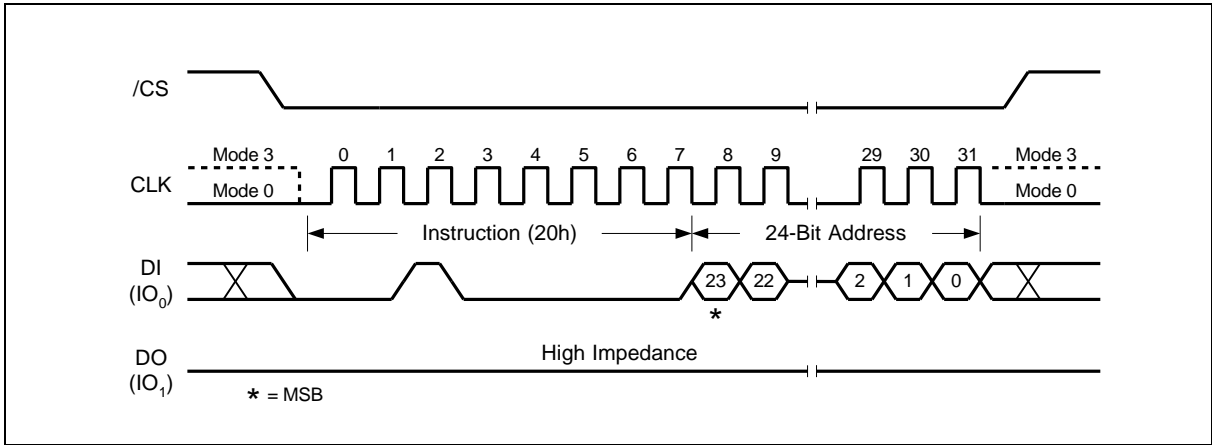 /CS
Mode 3 0 1 2 3 4 5 6 7 8 9 29 30 31 Mode 3
CLK
Mode 0 Mode 0
Instruction (20h) 24-Bit Address
DI
(IO0)
23 22 2 1 0
*
High Impedance
DO
(IO1)
* = MSB